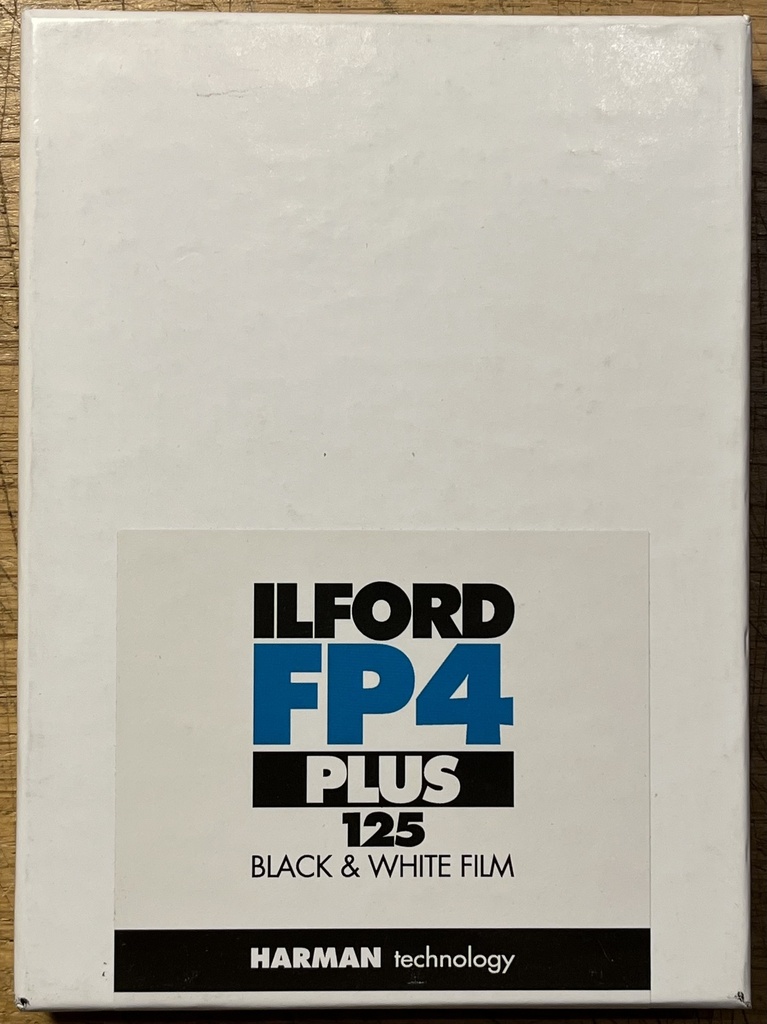 ILFORD
FP4
PLUS
125
BLACK & WHITE FILM
HARMAN technology